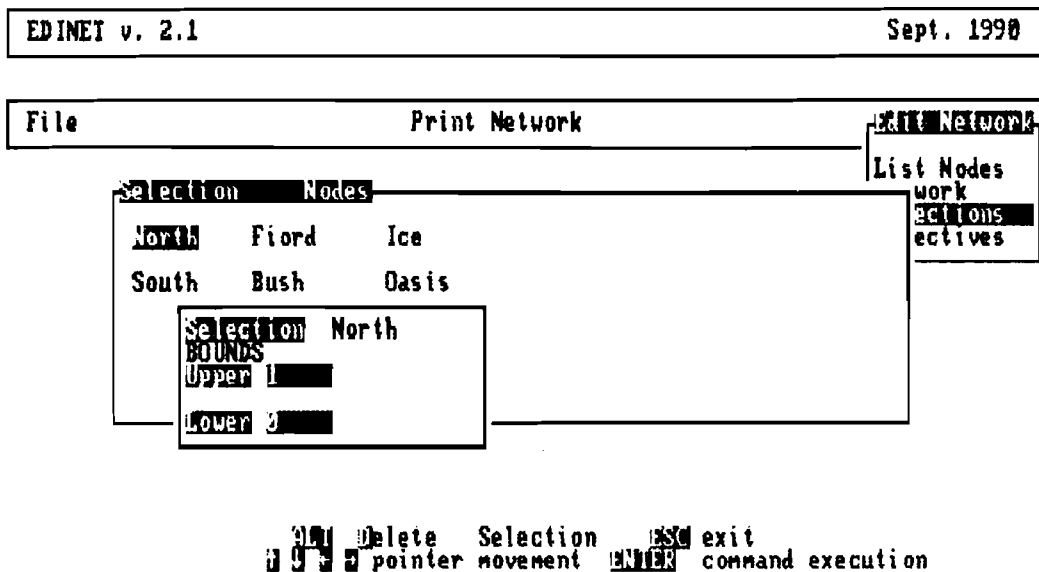 EDINET v. 2.1 Sept. 1990
File Print Network Edit Network
List Nodes
work
Selection Nodes ections
North Fiord Ice ectives
South Bush Oasis
Selection North
BOUNDS
Upper 1
Lower 0
ALT Delete Selection ESC exit
↑ ↓ ← → pointer movement ENTER command execution